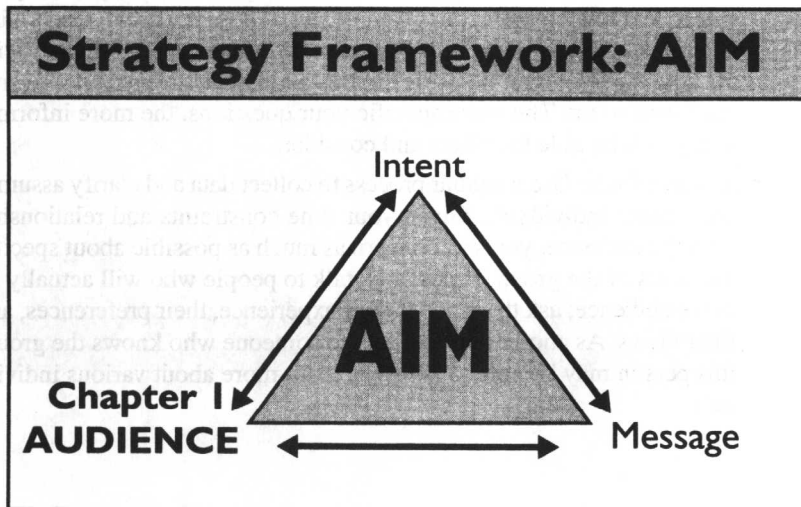 Strategy Framework: AIM
Intent
AIM
Chapter 1
AUDIENCE
Message